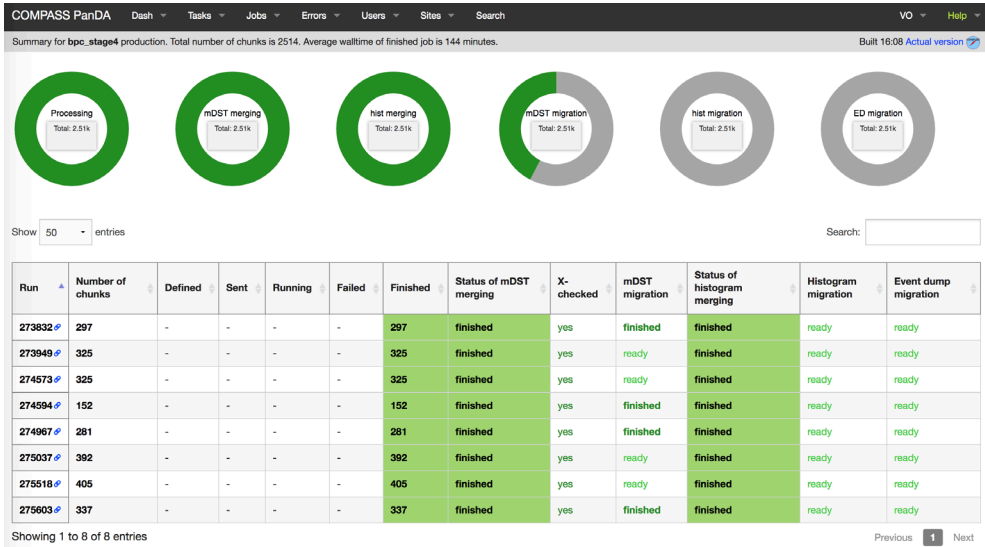 COMPASS PanDA Dash Tasks Jobs Errors Users Sites Search VO Help
Summary for bpc_stage4 production. Total number of chunks is 2514. Average walltime of finished job is 144 minutes. Built 16:08 Actual version
Processing mDST merging hist merging mDST migration hist migration ED migration
Total: 2.51k Total: 2.51k Total: 2.51k Total: 2.51k Total: 2.51k Total: 2.51k
Show 50 entries Search:
Run Number of chunks Defined Sent Running Failed Finished Status of mDST merging X-checked mDST migration Status of histogram merging Histogram migration Event dump migration
273832 297 - - - - 297 finished yes finished finished ready ready
273949 325 - - - - 325 finished yes ready finished ready ready
274573 325 - - - - 325 finished yes ready finished ready ready
274594 152 - - - - 152 finished yes finished finished ready ready
274967 281 - - - - 281 finished yes finished finished ready ready
275037 392 - - - - 392 finished yes ready finished ready ready
275518 405 - - - - 405 finished yes ready finished ready ready
275603 337 - - - - 337 finished yes finished finished ready ready
Showing 1 to 8 of 8 entries Previous 1 Next